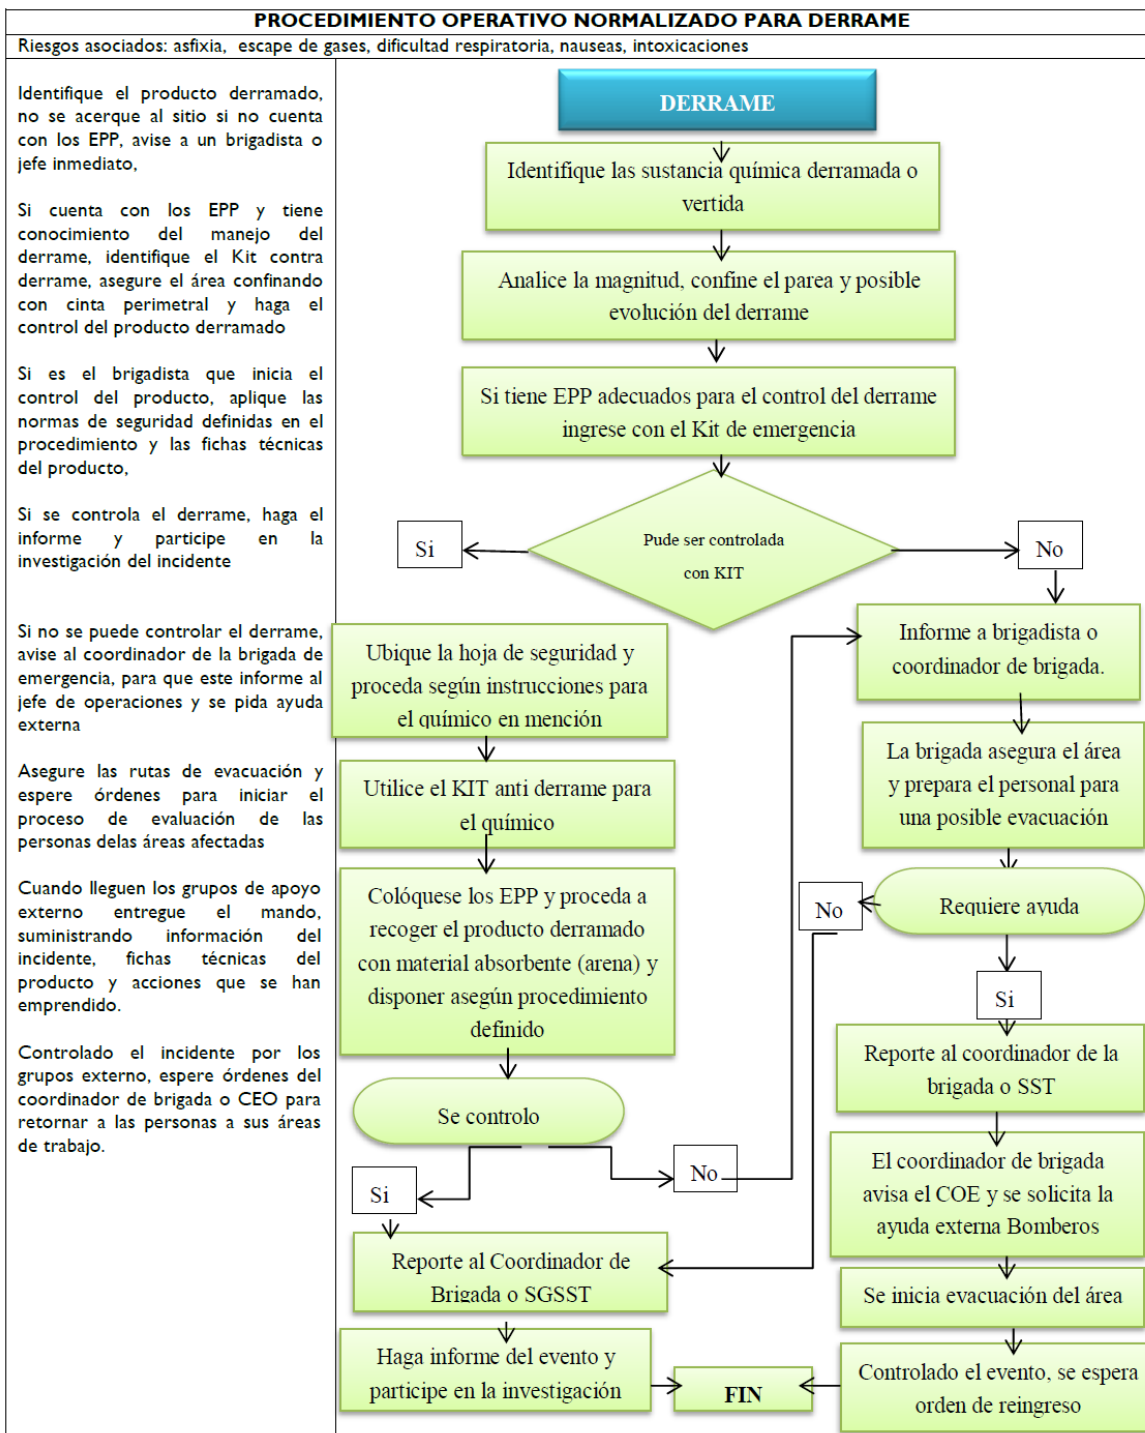 PROCEDIMIENTO OPERATIVO NORMALIZADO PARA DERRAME
Riesgos asociados: asfixia, escape de gases, dificultad respiratoria, nauseas, intoxicaciones
Identifique el producto derramado,
no se acerque al sitio si no cuenta
con los EPP, avise a un brigadista o
jefe inmediato,
Si cuenta con los EPP y tiene
conocimiento del manejo del
derrame, identifique el Kit contra
derrame, asegure el área confinando
con cinta perimetral y haga el
control del producto derramado
Si es el brigadista que inicia el
control del producto, aplique las
normas de seguridad definidas en el
procedimiento y las fichas técnicas
del producto,
Si se controla el derrame, haga el
informe y participe en la
investigación del incidente
Si no se puede controlar el derrame,
avise al coordinador de la brigada de
emergencia, para que este informe al
jefe de operaciones y se pida ayuda
externa
Asegure las rutas de evacuación y
espere órdenes para iniciar el
proceso de evaluación de las
personas delas áreas afectadas
Cuando lleguen los grupos de apoyo
externo entregue el mando,
suministrando información del
incidente, fichas técnicas del
producto y acciones que se han
emprendido.
Controlado el incidente por los
grupos externo, espere órdenes del
coordinador de brigada o CEO para
retornar a las personas a sus áreas
de trabajo.
DERRAME
Identifique las sustancia química derramada o
vertida
Analice la magnitud, confine el parea y posible
evolución del derrame
Si tiene EPP adecuados para el control del derrame
ingrese con el Kit de emergencia
Pude ser controlada
con KIT
Si
No
Ubique la hoja de seguridad y
proceda según instrucciones para
el químico en mención
Utilice el KIT anti derrame para
el químico
Colóquese los EPP y proceda a
recoger el producto derramado
con material absorbente (arena) y
disponer asegún procedimiento
definido
Se controlo
Si
No
Reporte al Coordinador de
Brigada o SGSST
Haga informe del evento y
participe en la investigación
Informe a brigadista o
coordinador de brigada.
La brigada asegura el área
y prepara el personal para
una posible evacuación
Requiere ayuda
No
Si
Reporte al coordinador de la
brigada o SST
El coordinador de brigada
avisa el COE y se solicita la
ayuda externa Bomberos
Se inicia evacuación del área
Controlado el evento, se espera
orden de reingreso
FIN